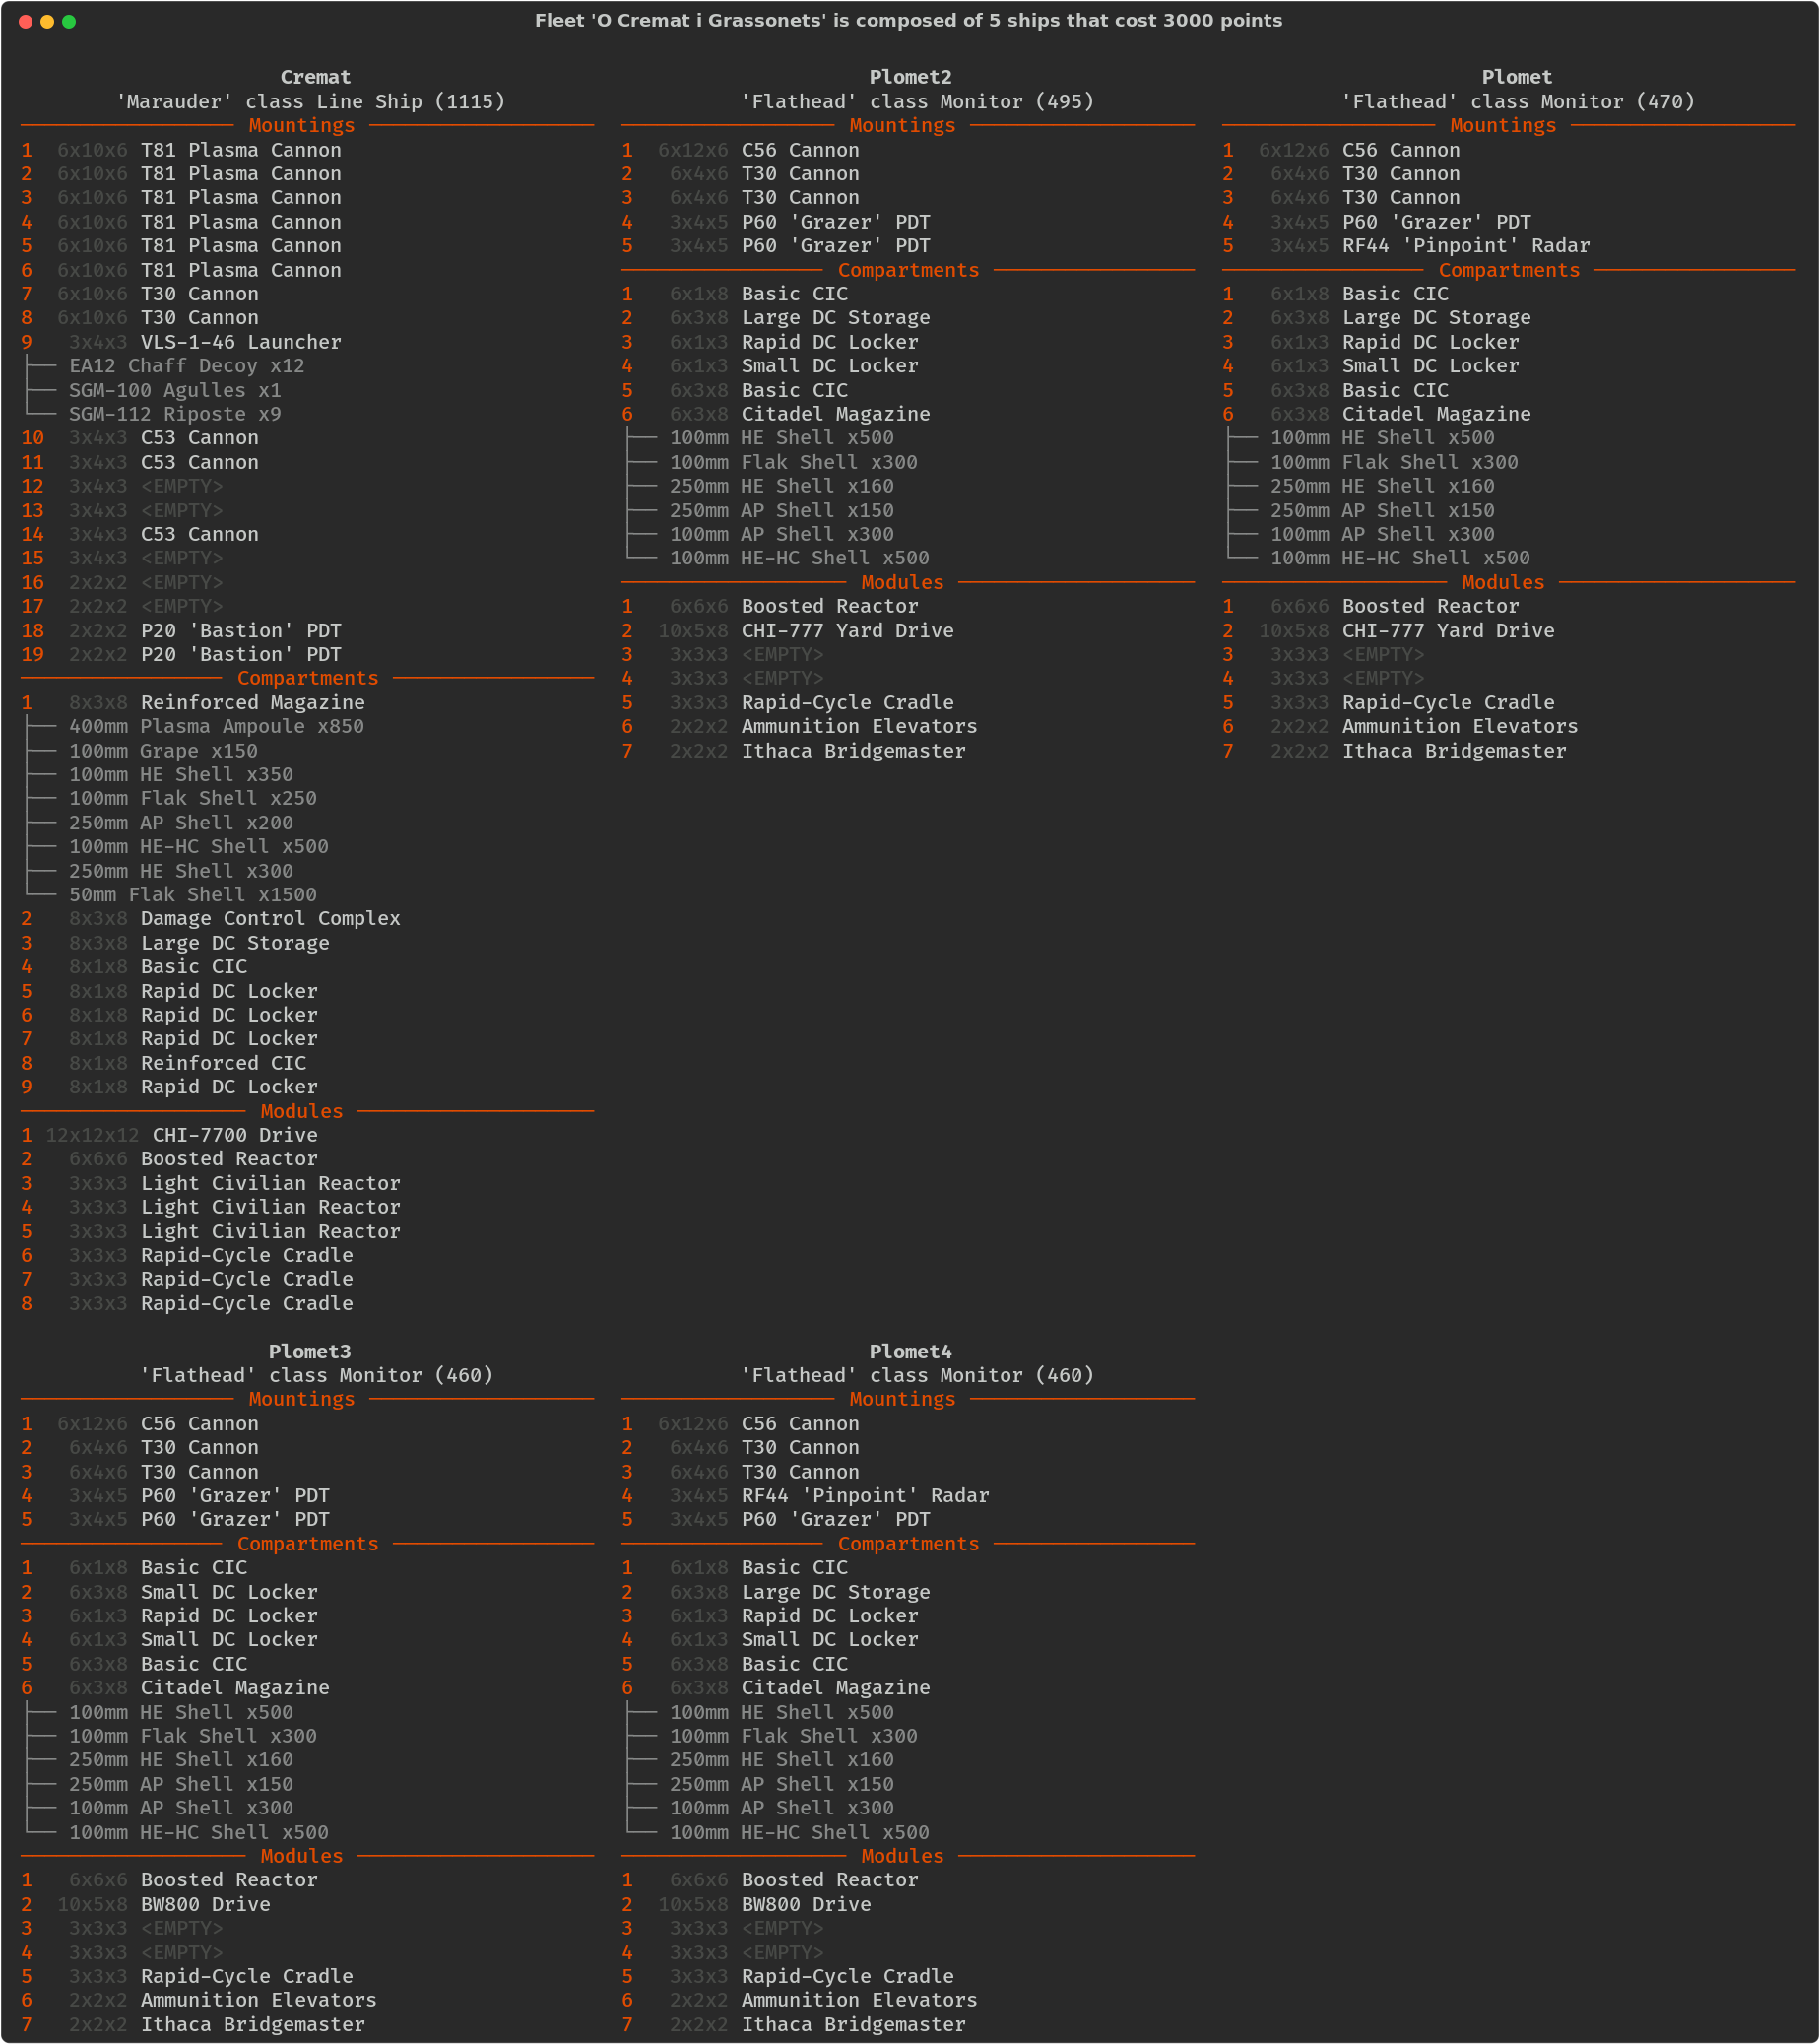 Fleet 'O Cremat i Grassonets' is composed of 5 ships that cost 3000 points
Cremat
'Marauder' class Line Ship (1115)
Mountings
1 6x10x6 T81 Plasma Cannon
2 6x10x6 T81 Plasma Cannon
3 6x10x6 T81 Plasma Cannon
4 6x10x6 T81 Plasma Cannon
5 6x10x6 T81 Plasma Cannon
6 6x10x6 T81 Plasma Cannon
7 6x10x6 T30 Cannon
8 6x10x6 T30 Cannon
9 3x4x3 VLS-1-46 Launcher
├── EA12 Chaff Decoy x12
├── SGM-100 Agulles x1
└── SGM-112 Riposte x9
10 3x4x3 C53 Cannon
11 3x4x3 C53 Cannon
12 3x4x3 <EMPTY>
13 3x4x3 <EMPTY>
14 3x4x3 C53 Cannon
15 3x4x3 <EMPTY>
16 2x2x2 <EMPTY>
17 2x2x2 <EMPTY>
18 2x2x2 P20 'Bastion' PDT
19 2x2x2 P20 'Bastion' PDT
Compartments
1 8x3x8 Reinforced Magazine
├── 400mm Plasma Ampoule x850
├── 100mm Grape x150
├── 100mm HE Shell x350
├── 100mm Flak Shell x250
├── 250mm AP Shell x200
├── 100mm HE-HC Shell x500
├── 250mm HE Shell x300
└── 50mm Flak Shell x1500
2 8x3x8 Damage Control Complex
3 8x3x8 Large DC Storage
4 8x1x8 Basic CIC
5 8x1x8 Rapid DC Locker
6 8x1x8 Rapid DC Locker
7 8x1x8 Rapid DC Locker
8 8x1x8 Reinforced CIC
9 8x1x8 Rapid DC Locker
Modules
1 12x12x12 CHI-7700 Drive
2 6x6x6 Boosted Reactor
3 3x3x3 Light Civilian Reactor
4 3x3x3 Light Civilian Reactor
5 3x3x3 Light Civilian Reactor
6 3x3x3 Rapid-Cycle Cradle
7 3x3x3 Rapid-Cycle Cradle
8 3x3x3 Rapid-Cycle Cradle
Plomet2
'Flathead' class Monitor (495)
Mountings
1 6x12x6 C56 Cannon
2 6x4x6 T30 Cannon
3 6x4x6 T30 Cannon
4 3x4x5 P60 'Grazer' PDT
5 3x4x5 P60 'Grazer' PDT
Compartments
1 6x1x8 Basic CIC
2 6x3x8 Large DC Storage
3 6x1x3 Rapid DC Locker
4 6x1x3 Small DC Locker
5 6x3x8 Basic CIC
6 6x3x8 Citadel Magazine
├── 100mm HE Shell x500
├── 100mm Flak Shell x300
├── 250mm HE Shell x160
├── 250mm AP Shell x150
├── 100mm AP Shell x300
└── 100mm HE-HC Shell x500
Modules
1 6x6x6 Boosted Reactor
2 10x5x8 CHI-777 Yard Drive
3 3x3x3 <EMPTY>
4 3x3x3 <EMPTY>
5 3x3x3 Rapid-Cycle Cradle
6 2x2x2 Ammunition Elevators
7 2x2x2 Ithaca Bridgemaster
Plomet
'Flathead' class Monitor (470)
Mountings
1 6x12x6 C56 Cannon
2 6x4x6 T30 Cannon
3 6x4x6 T30 Cannon
4 3x4x5 P60 'Grazer' PDT
5 3x4x5 RF44 'Pinpoint' Radar
Compartments
1 6x1x8 Basic CIC
2 6x3x8 Large DC Storage
3 6x1x3 Rapid DC Locker
4 6x1x3 Small DC Locker
5 6x3x8 Basic CIC
6 6x3x8 Citadel Magazine
├── 100mm HE Shell x500
├── 100mm Flak Shell x300
├── 250mm HE Shell x160
├── 250mm AP Shell x150
├── 100mm AP Shell x300
└── 100mm HE-HC Shell x500
Modules
1 6x6x6 Boosted Reactor
2 10x5x8 CHI-777 Yard Drive
3 3x3x3 <EMPTY>
4 3x3x3 <EMPTY>
5 3x3x3 Rapid-Cycle Cradle
6 2x2x2 Ammunition Elevators
7 2x2x2 Ithaca Bridgemaster
Plomet3
'Flathead' class Monitor (460)
Mountings
1 6x12x6 C56 Cannon
2 6x4x6 T30 Cannon
3 6x4x6 T30 Cannon
4 3x4x5 P60 'Grazer' PDT
5 3x4x5 P60 'Grazer' PDT
Compartments
1 6x1x8 Basic CIC
2 6x3x8 Small DC Locker
3 6x1x3 Rapid DC Locker
4 6x1x3 Small DC Locker
5 6x3x8 Basic CIC
6 6x3x8 Citadel Magazine
├── 100mm HE Shell x500
├── 100mm Flak Shell x300
├── 250mm HE Shell x160
├── 250mm AP Shell x150
├── 100mm AP Shell x300
└── 100mm HE-HC Shell x500
Modules
1 6x6x6 Boosted Reactor
2 10x5x8 BW800 Drive
3 3x3x3 <EMPTY>
4 3x3x3 <EMPTY>
5 3x3x3 Rapid-Cycle Cradle
6 2x2x2 Ammunition Elevators
7 2x2x2 Ithaca Bridgemaster
Plomet4
'Flathead' class Monitor (460)
Mountings
1 6x12x6 C56 Cannon
2 6x4x6 T30 Cannon
3 6x4x6 T30 Cannon
4 3x4x5 RF44 'Pinpoint' Radar
5 3x4x5 P60 'Grazer' PDT
Compartments
1 6x1x8 Basic CIC
2 6x3x8 Large DC Storage
3 6x1x3 Rapid DC Locker
4 6x1x3 Small DC Locker
5 6x3x8 Basic CIC
6 6x3x8 Citadel Magazine
├── 100mm HE Shell x500
├── 100mm Flak Shell x300
├── 250mm HE Shell x160
├── 250mm AP Shell x150
├── 100mm AP Shell x300
└── 100mm HE-HC Shell x500
Modules
1 6x6x6 Boosted Reactor
2 10x5x8 BW800 Drive
3 3x3x3 <EMPTY>
4 3x3x3 <EMPTY>
5 3x3x3 Rapid-Cycle Cradle
6 2x2x2 Ammunition Elevators
7 2x2x2 Ithaca Bridgemaster